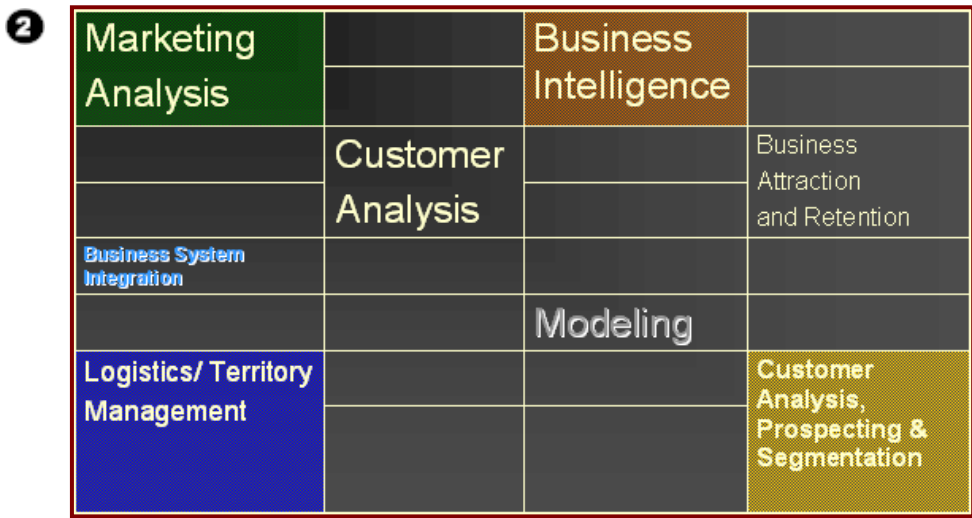 2
Marketing
Analysis
Business
Intelligence
Customer
Analysis
Business
Attraction
and Retention
Business System
Integration
Modeling
Logistics/ Territory
Management
Customer
Analysis,
Prospecting &
Segmentation